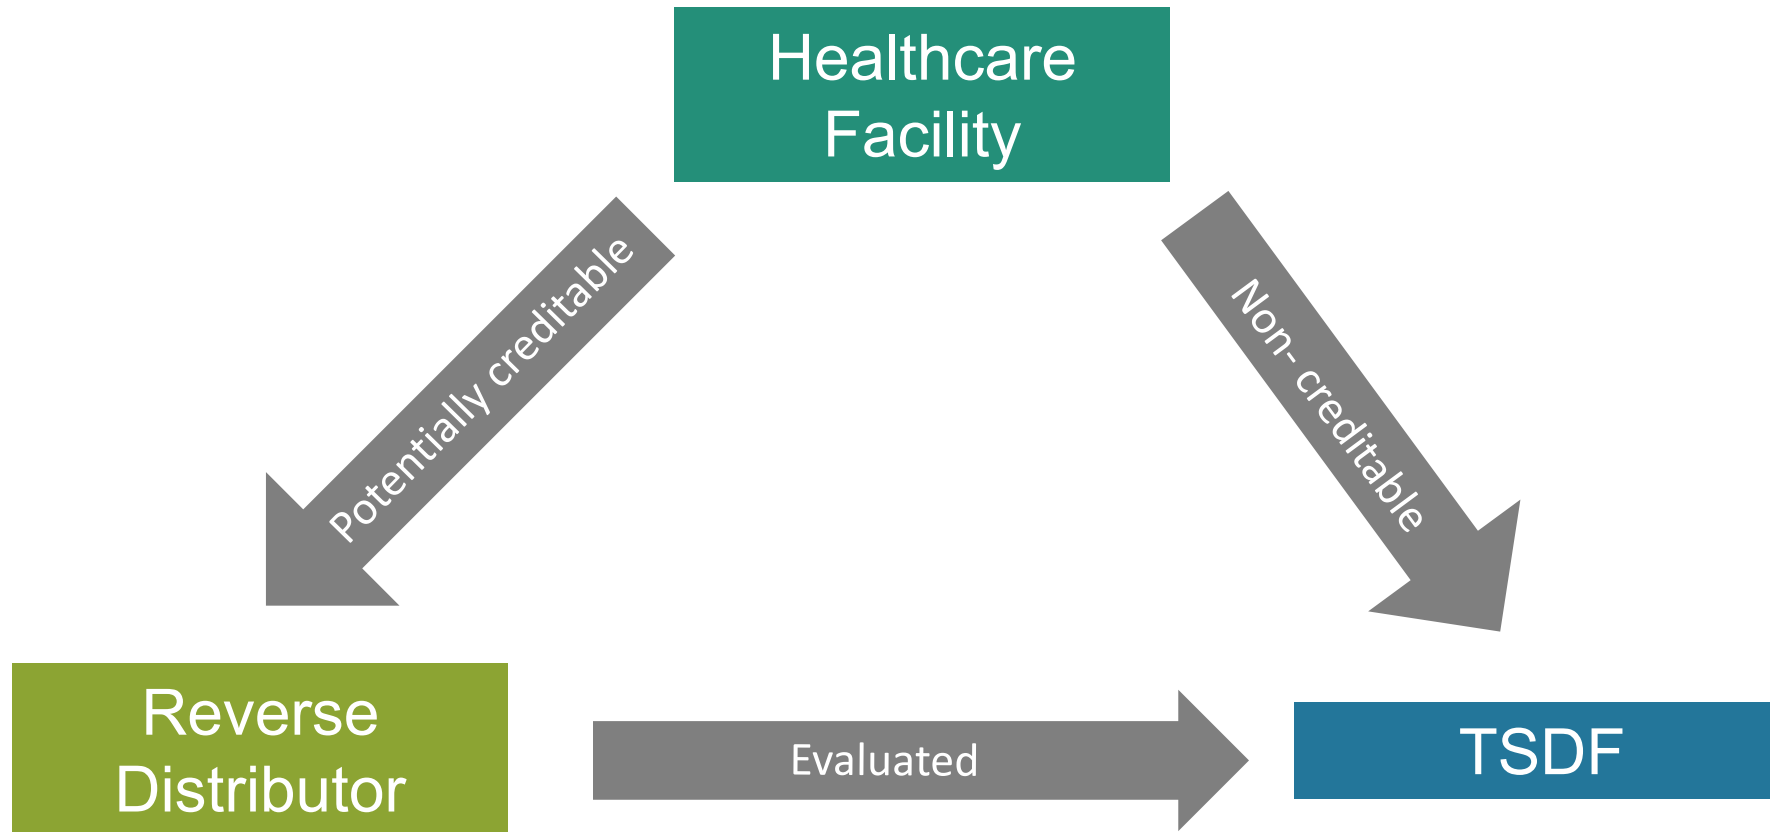 Healthcare
Facility
Potentially creditable
Non- creditable
Reverse
Distributor
Evaluated
TSDF